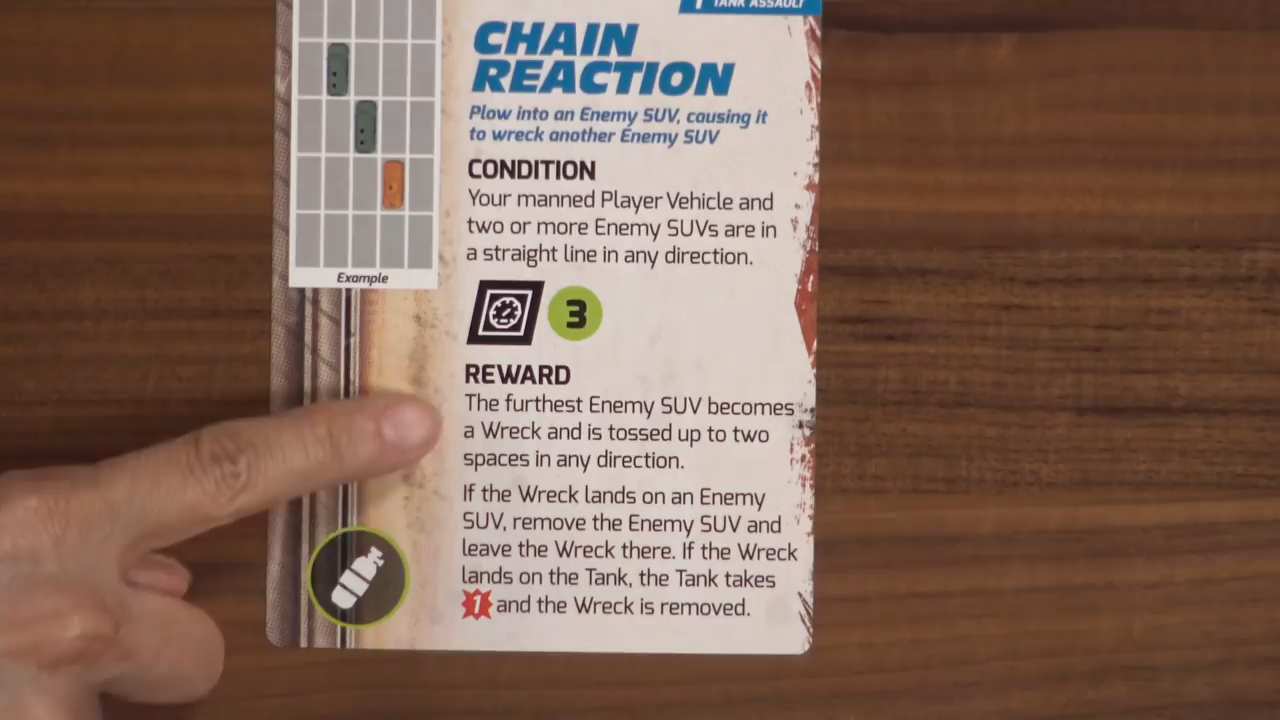 TANK ASSAULT
CHAIN
REACTION
Plow into an Enemy SUV, causing it
to wreck another Enemy SUV
CONDITION
Your manned Player Vehicle and
two or more Enemy SUVs are in
a straight line in any direction.
Example
3
REWARD
The furthest Enemy SUV becomes
a Wreck and is tossed up to two
spaces in any direction.
If the Wreck lands on an Enemy
SUV, remove the Enemy SUV and
leave the Wreck there. If the Wreck
lands on the Tank, the Tank takes
1 and the Wreck is removed.